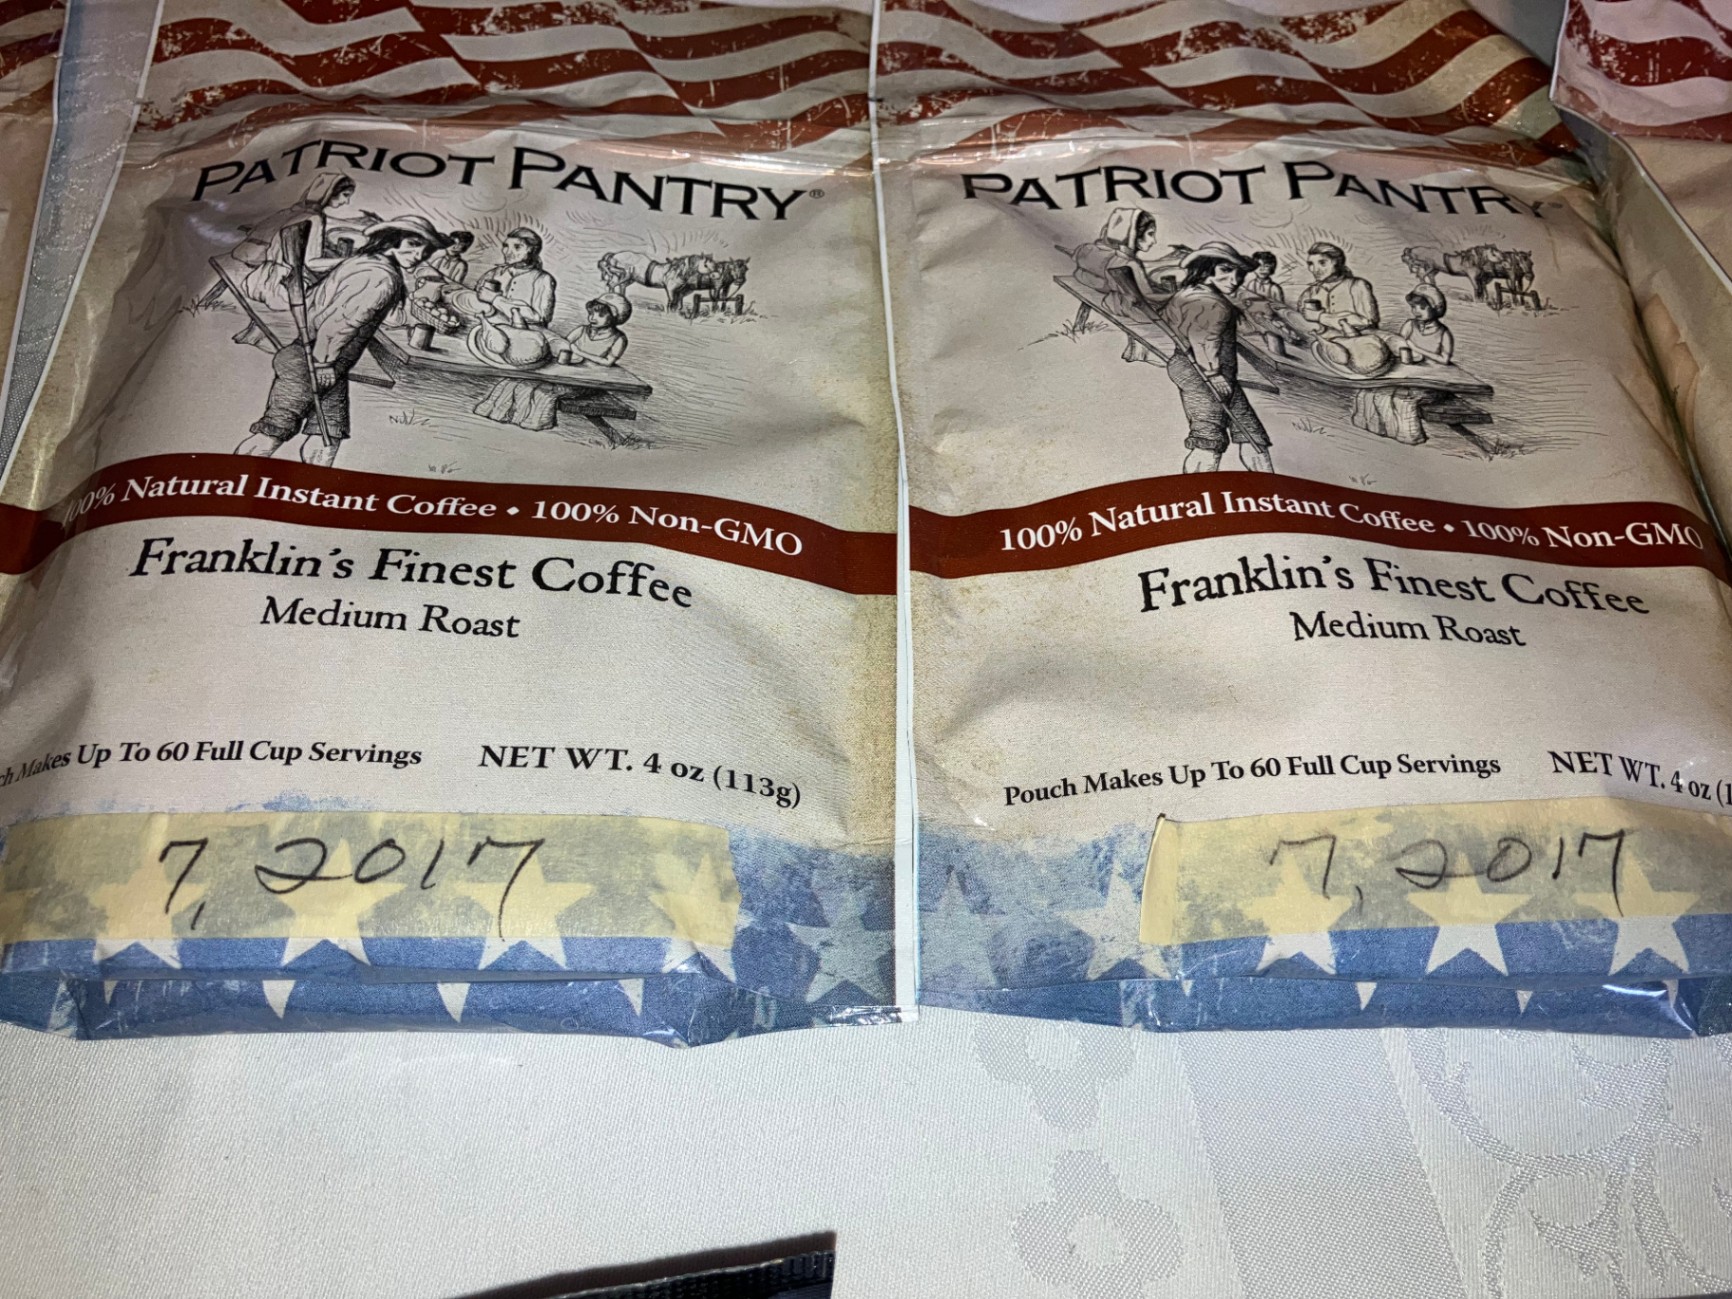 PATRIOT PANTRY®
100% Natural Instant Coffee • 100% Non-GMO
Franklin's Finest Coffee
Medium Roast
Makes Up To 60 Full Cup Servings NET WT. 4 oz (113g)
7, 2017
PATRIOT PANTRY
100% Natural Instant Coffee • 100% Non-GMO
Franklin's Finest Coffee
Medium Roast
Pouch Makes Up To 60 Full Cup Servings NET WT. 4 oz (1
7, 2017